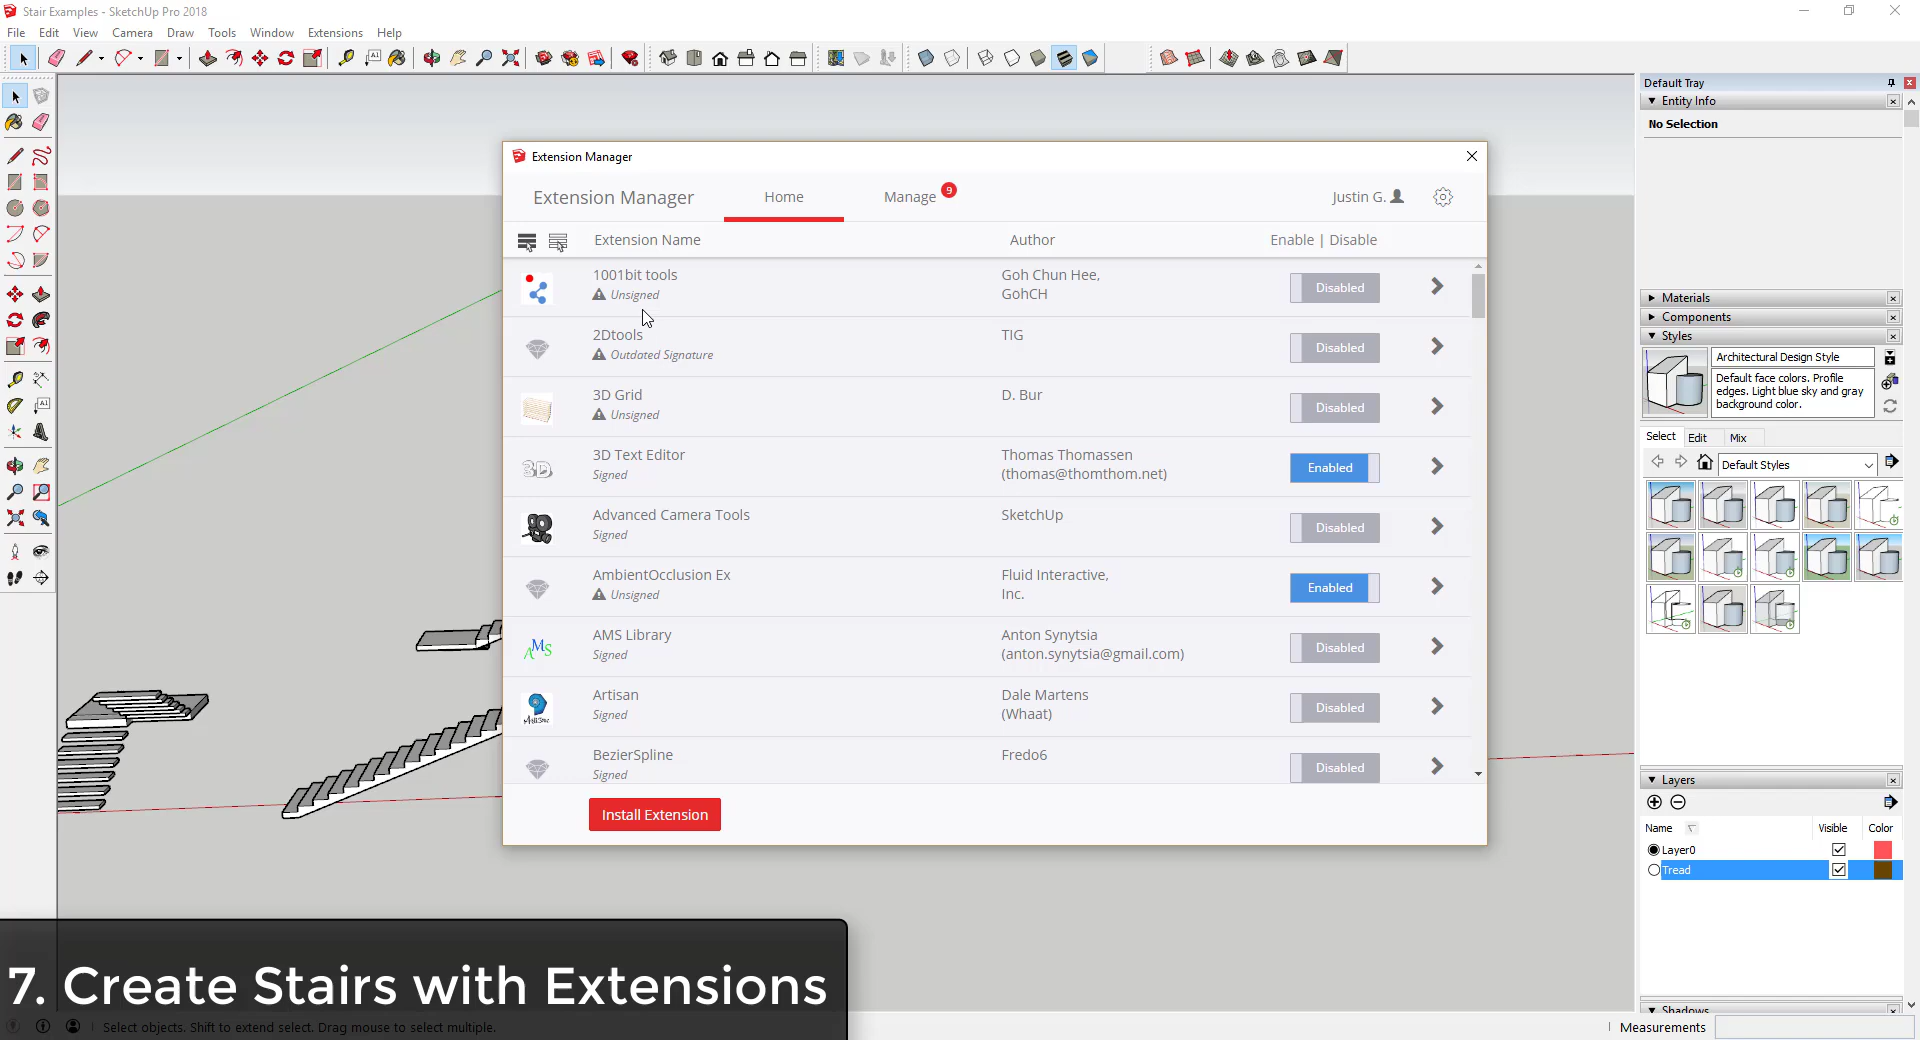 Stair Examples - SketchUp Pro 2018
File Edit View Camera Draw Tools Window Extensions Help
Extension Manager
Extension Manager Home Manage 9 Justin G.
Extension Name Author Enable | Disable
1001bit tools Goh Chun Hee,
Unsigned GohCH Disabled
2Dtools TIG
Outdated Signature Disabled
3D Grid D. Bur
Unsigned Disabled
3D 3D Text Editor Thomas Thomassen
Signed (thomas@thomthom.net) Enabled
Advanced Camera Tools SketchUp
Signed Disabled
AmbientOcclusion Ex Fluid Interactive,
Unsigned Inc. Enabled
AMS AMS Library Anton Synytsia
Signed (anton.synytsia@gmail.com) Disabled
Artisan Dale Martens
Artisan Signed (Whaat) Disabled
BezierSpline Fredo6
Signed Disabled
Install Extension
Default Tray
Entity Info
No Selection
Materials
Components
Styles
Architectural Design Style
Default face colors. Profile
edges. Light blue sky and gray
background color.
Select Edit Mix
Default Styles
Layers
Name Visible Color
Layer0
Tread
Shadows
7. Create Stairs with Extensions
Select objects. Shift to extend select. Drag mouse to select multiple.
Measurements